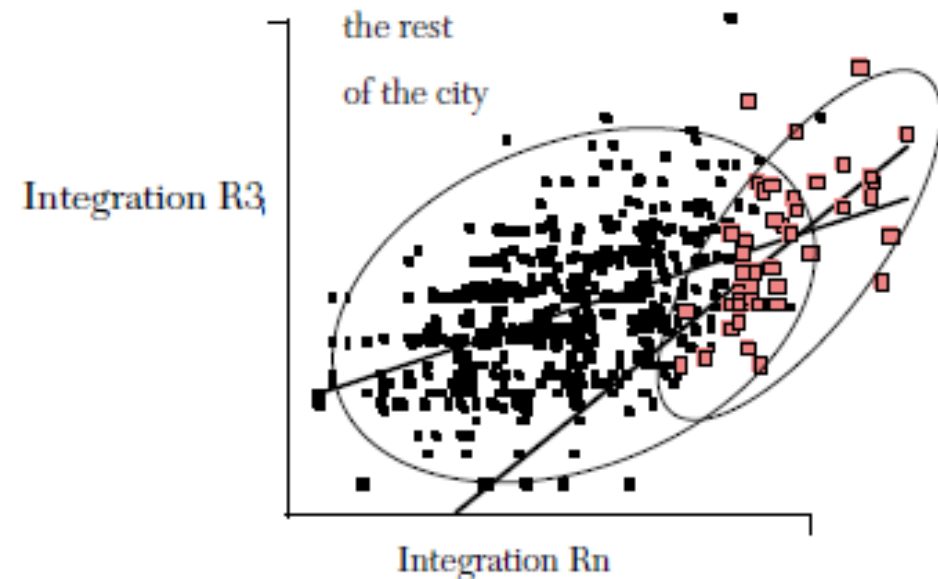 the rest
of the city
Integration R3
Integration Rn